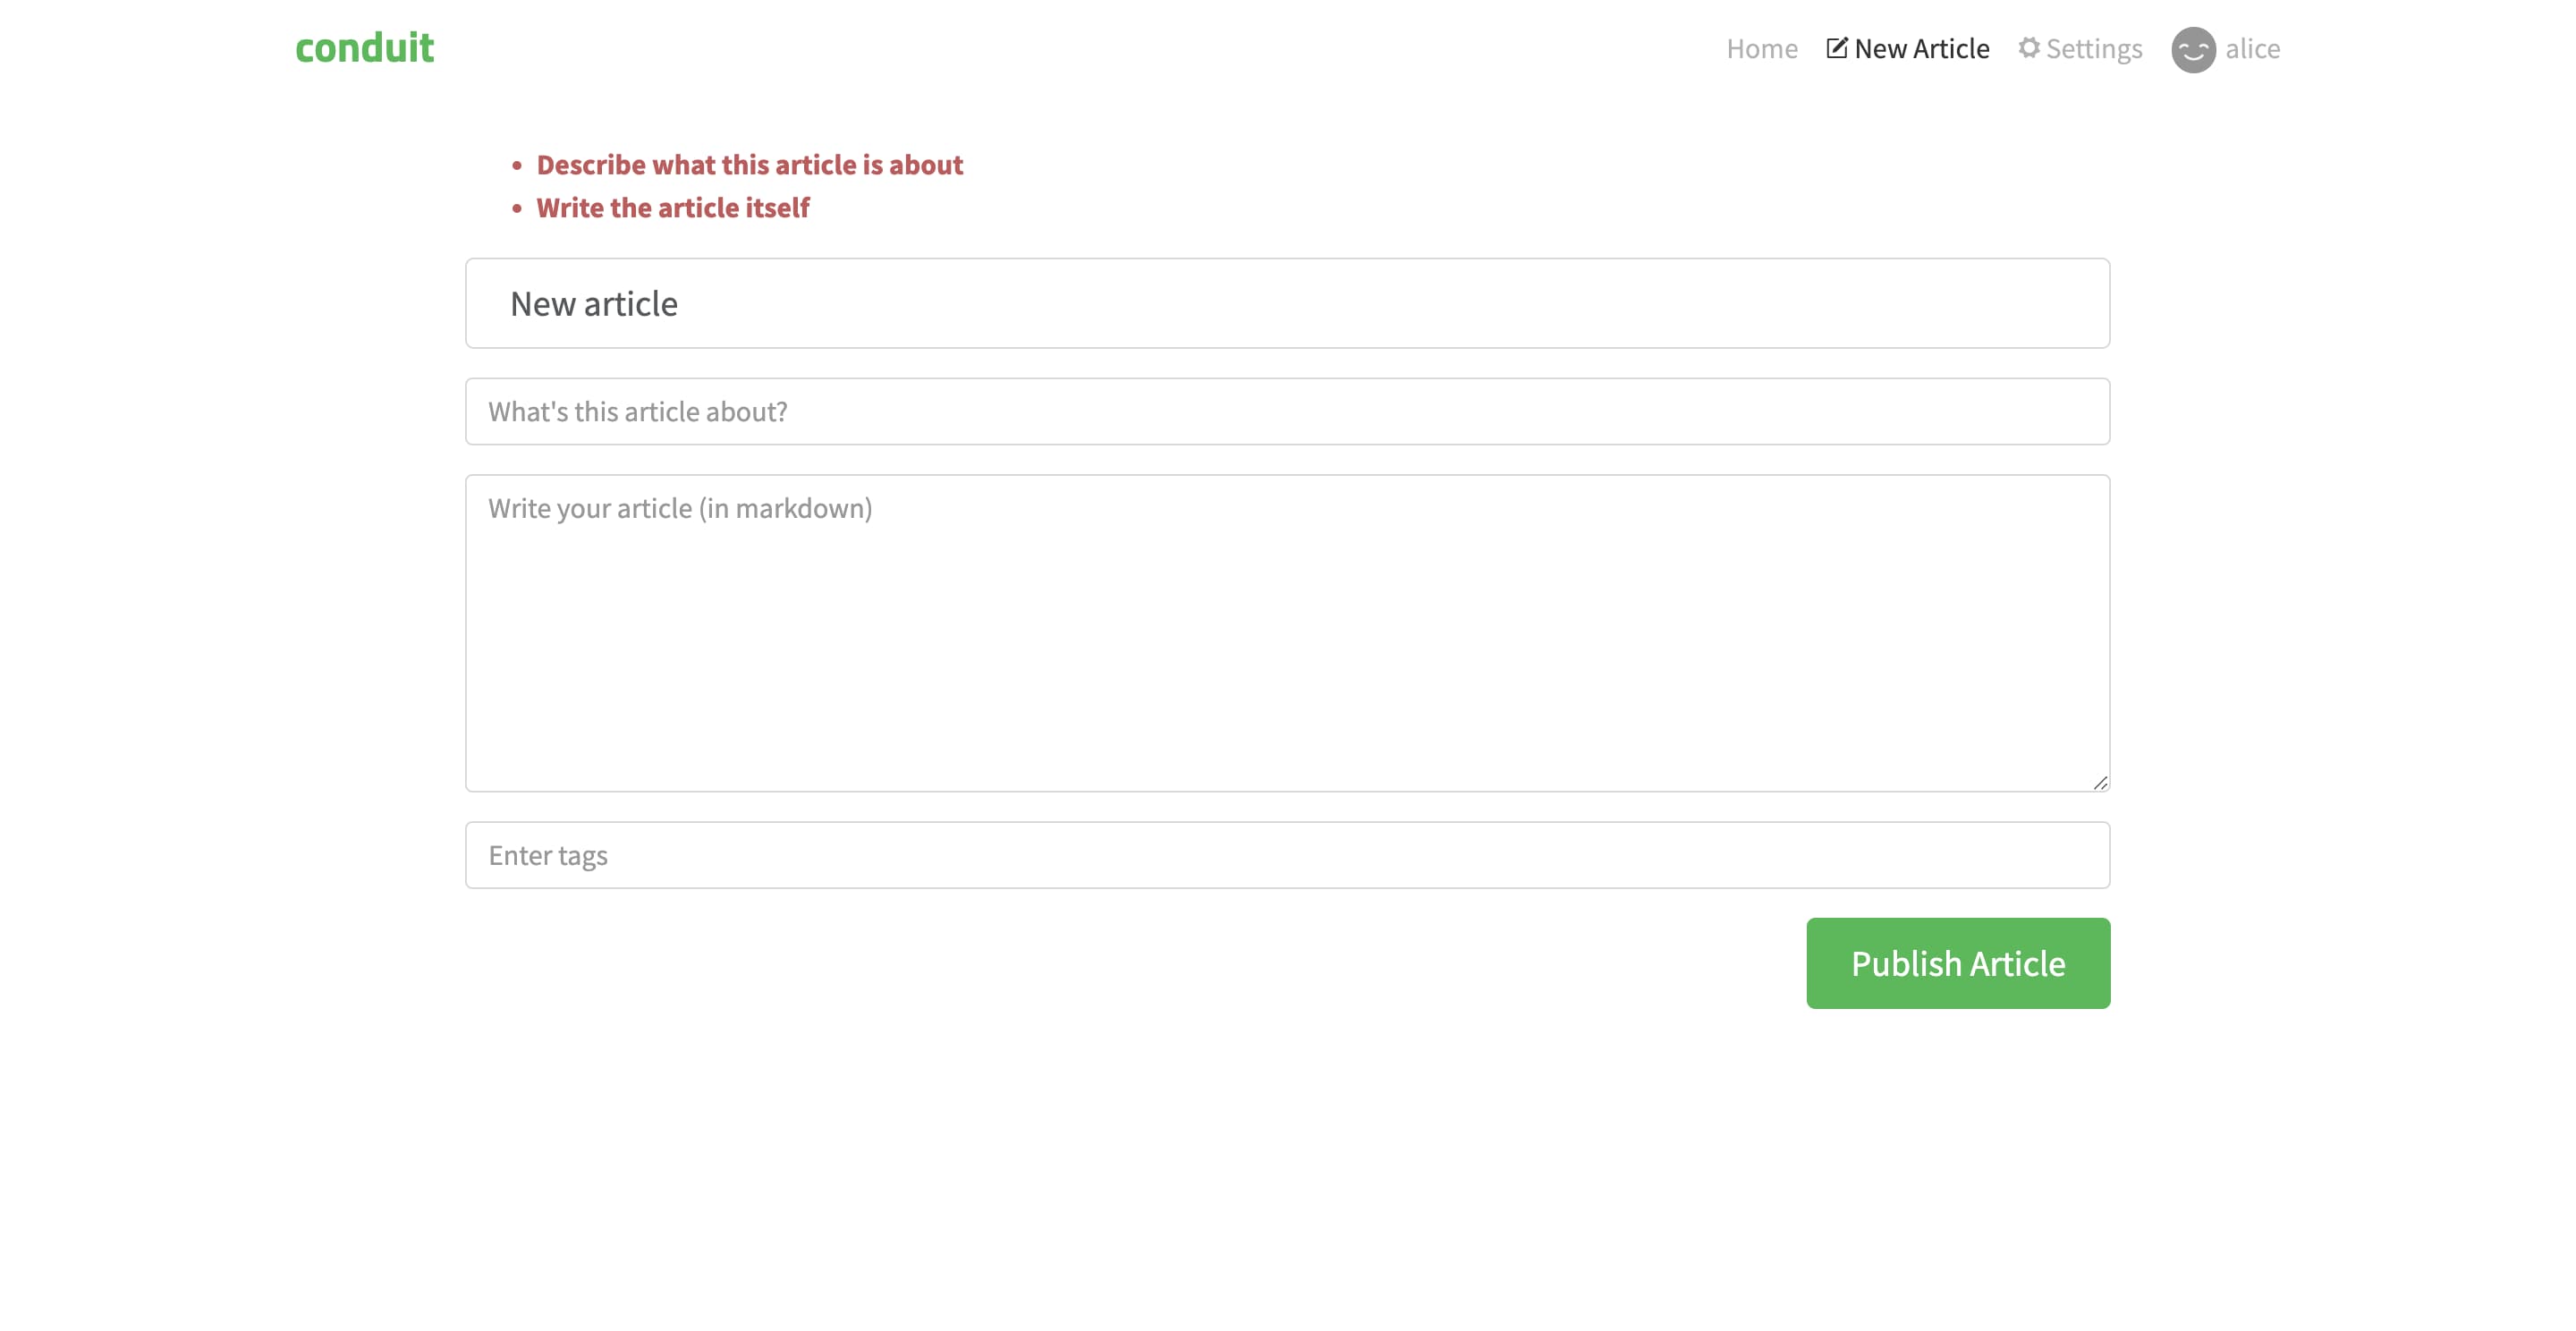 conduit
Home New Article Settings alice
Describe what this article is about
Write the article itself
New article
What's this article about?
Write your article (in markdown)
Enter tags
Publish Article